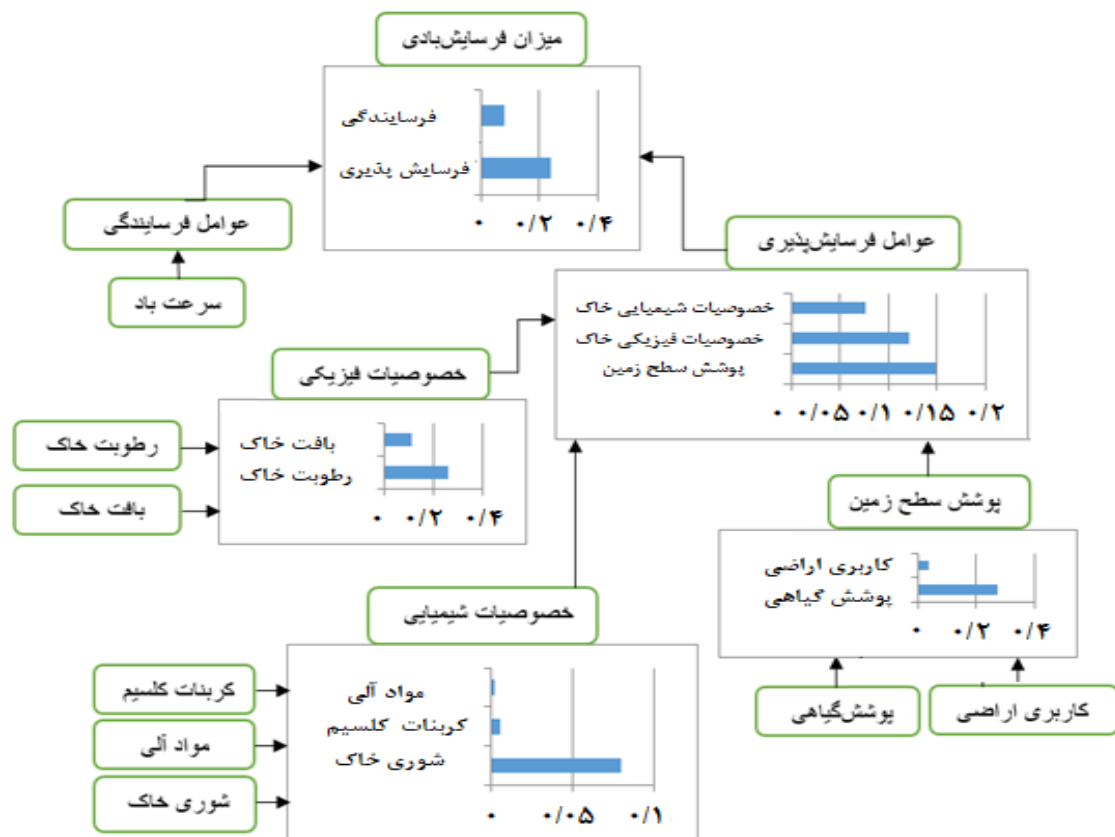 میزان فرسایش‌بادی
فرسایندگی
فرسایش پذیری
۰ ۰/۲ ۰/۴
عوامل فرسایندگی
سرعت باد
عوامل فرسایش‌پذیری
خصوصیات شیمیایی خاک
خصوصیات فیزیکی خاک
پوشش سطح زمین
۰ ۰/۰۵ ۰/۱ ۰/۱۵ ۰/۲
خصوصیات فیزیکی
بافت خاک
رطوبت خاک
۰ ۰/۲ ۰/۴
رطوبت خاک
بافت خاک
پوشش سطح زمین
کاربری اراضی
پوشش گیاهی
۰ ۰/۲ ۰/۴
پوشش‌گیاهی
کاربری اراضی
خصوصیات شیمیایی
مواد آلی
کربنات کلسیم
شوری خاک
۰ ۰/۰۵ ۰/۱
کربنات کلسیم
مواد آلی
شوری خاک